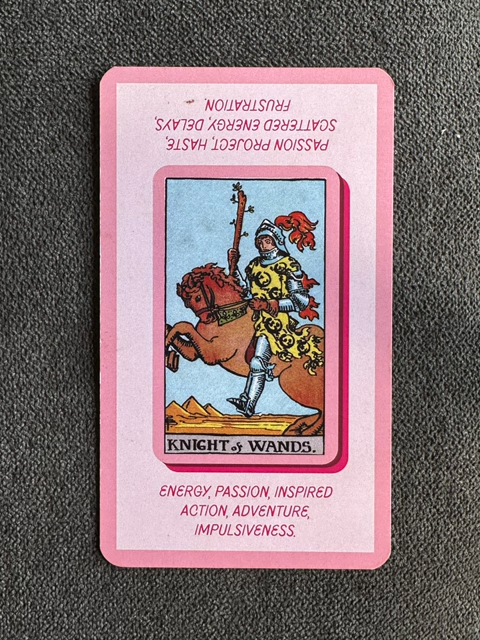 PASSION PROJECT, HASTE,
SCATTERED ENERGY, DELAYS,
FRUSTRATION.
KNIGHT of WANDS.
ENERGY, PASSION, INSPIRED
ACTION, ADVENTURE,
IMPULSIVENESS.